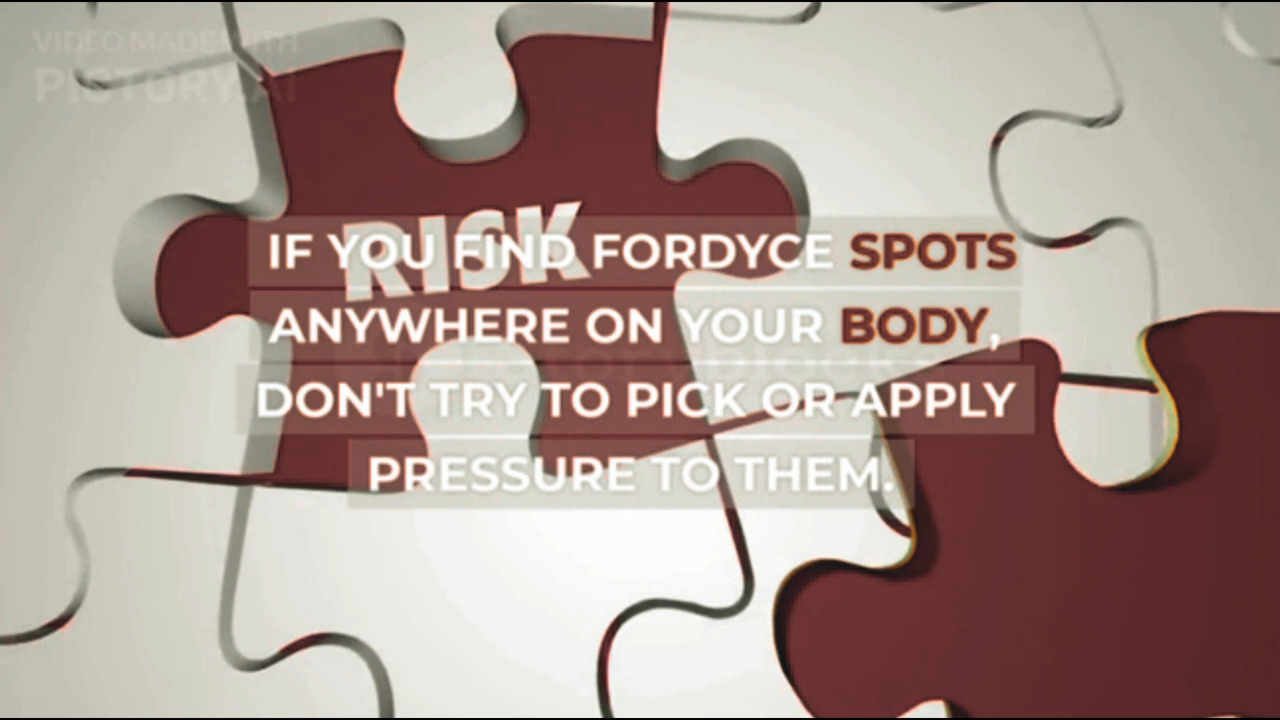 VIDEO MADE WITH
PICTORY.AI
RISK
IF YOU FIND FORDYCE SPOTS
ANYWHERE ON YOUR BODY,
DON'T TRY TO PICK OR APPLY
PRESSURE TO THEM.